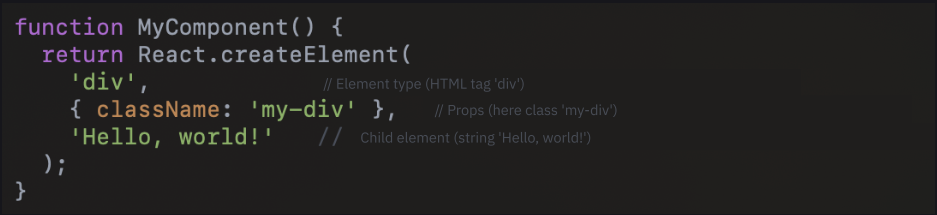 function MyComponent() {
return React.createElement(
'div', // Element type (HTML tag 'div')
{ className: 'my-div' }, // Props (here class 'my-div')
'Hello, world!' // Child element (string 'Hello, world!')
);
}